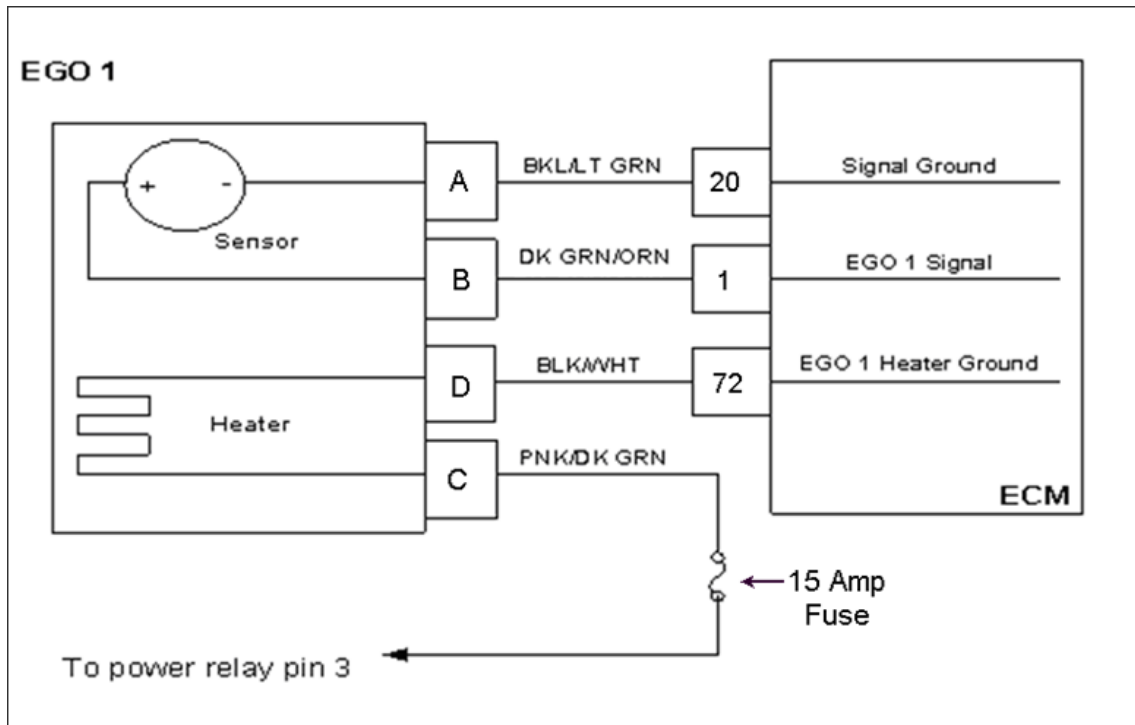 EGO 1
+ -
Sensor
Heater
A
B
D
C
BKL/LT GRN
DK GRN/ORN
BLK/WHT
PNK/DK GRN
20
1
72
Signal Ground
EGO 1 Signal
EGO 1 Heater Ground
ECM
15 Amp
Fuse
To power relay pin 3